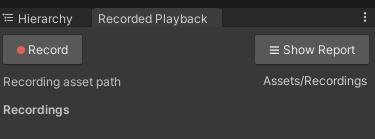 Hierarchy Recorded Playback
Record Show Report
Recording asset path Assets/Recordings
Recordings